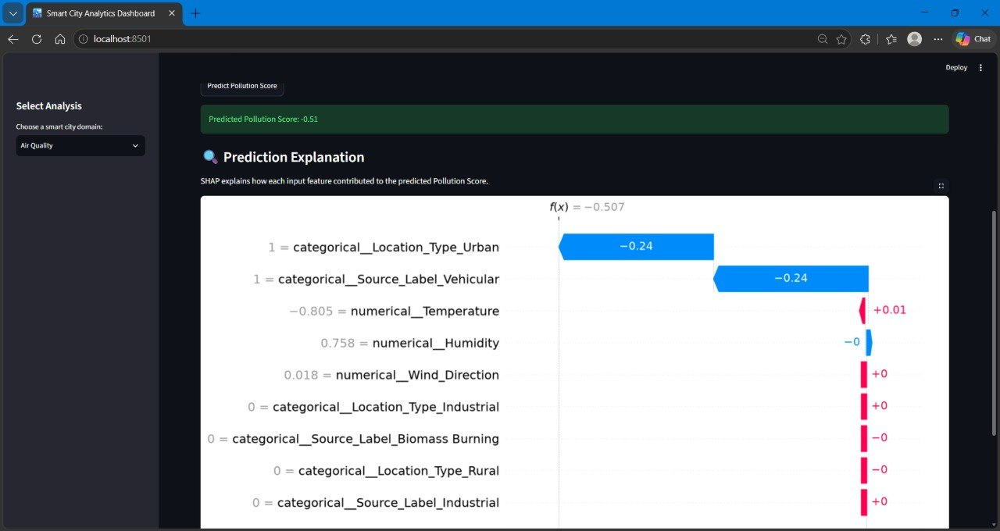 Smart City Analytics Dashboard
localhost:8501
Chat
Deploy
Select Analysis
Choose a smart city domain:
Air Quality
Predict Pollution Score
Predicted Pollution Score: -0.51
Prediction Explanation
SHAP explains how each input feature contributed to the predicted Pollution Score.
f(x) = −0.507
1 = categorical__Location_Type_Urban −0.24
1 = categorical__Source_Label_Vehicular −0.24
−0.805 = numerical__Temperature +0.01
0.758 = numerical__Humidity −0
0.018 = numerical__Wind_Direction +0
0 = categorical__Location_Type_Industrial +0
0 = categorical__Source_Label_Biomass Burning −0
0 = categorical__Location_Type_Rural −0
0 = categorical__Source_Label_Industrial +0